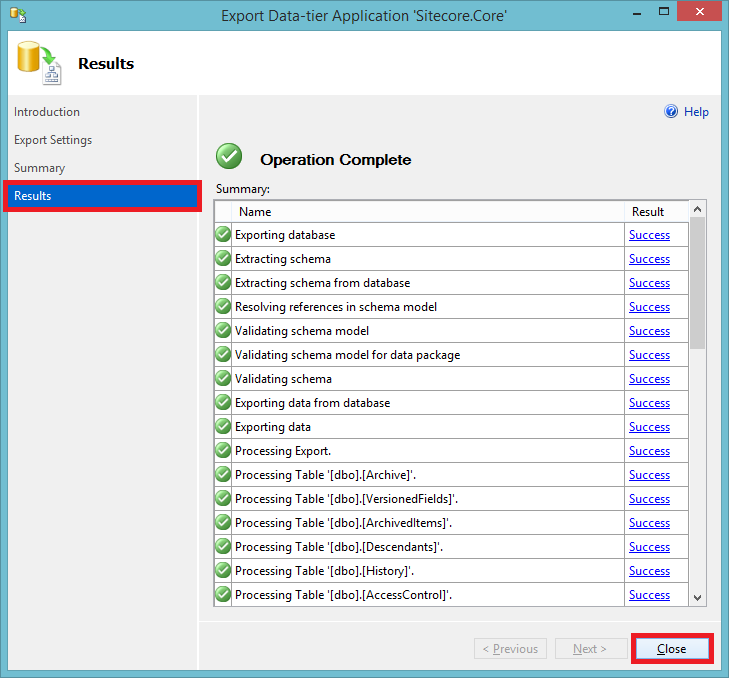 Export Data-tier Application 'Sitecore.Core'
Results
Introduction
Export Settings
Summary
Results
Help
Operation Complete
Summary:
Name Result
Exporting database Success
Extracting schema Success
Extracting schema from database Success
Resolving references in schema model Success
Validating schema model Success
Validating schema model for data package Success
Validating schema Success
Exporting data from database Success
Exporting data Success
Processing Export. Success
Processing Table '[dbo].[Archive]'. Success
Processing Table '[dbo].[VersionedFields]'. Success
Processing Table '[dbo].[ArchivedItems]'. Success
Processing Table '[dbo].[Descendants]'. Success
Processing Table '[dbo].[History]'. Success
Processing Table '[dbo].[AccessControl]'. Success
< Previous Next > Close